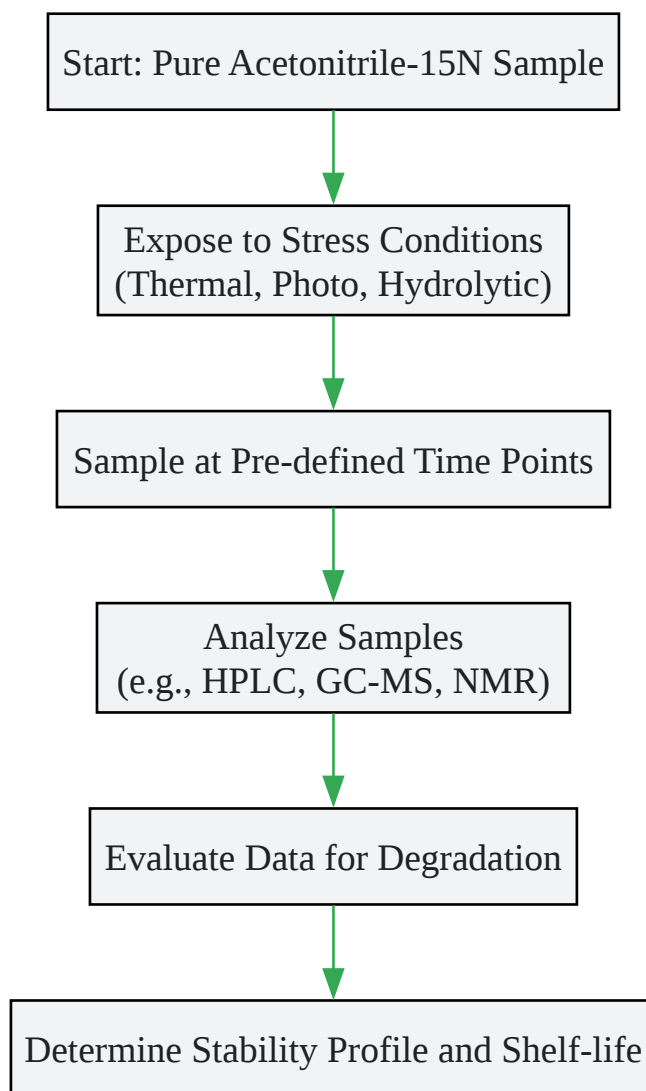 Start: Pure Acetonitrile-15N Sample
Expose to Stress Conditions
(Thermal, Photo, Hydrolytic)
Sample at Pre-defined Time Points
Analyze Samples
(e.g., HPLC, GC-MS, NMR)
Evaluate Data for Degradation
Determine Stability Profile and Shelf-life